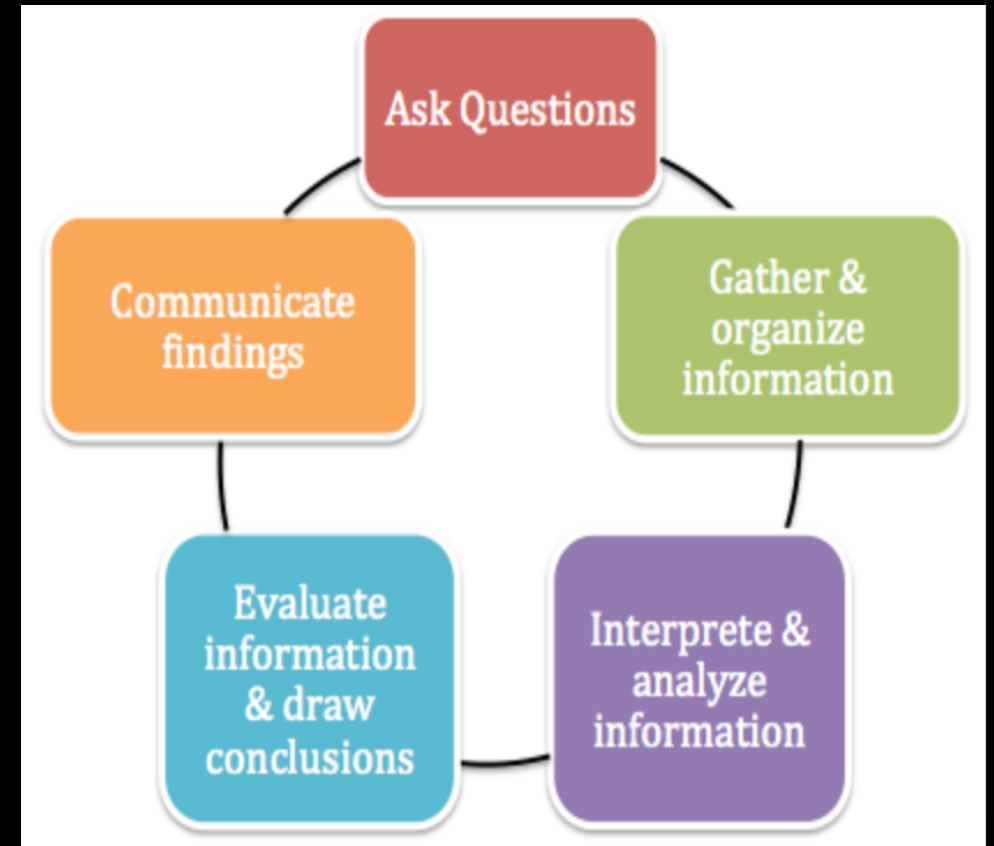 Ask Questions
Gather &
organize
information
Interprete &
analyze
information
Evaluate
information
& draw
conclusions
Communicate
findings